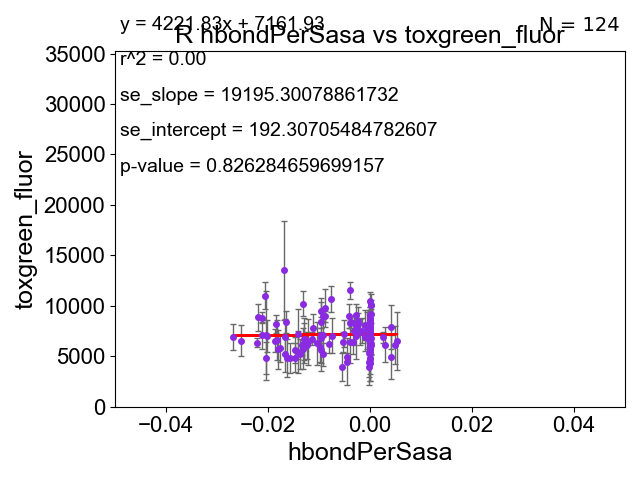 y = 4221.83x + 7161.93
N = 124
R hbondPerSasa vs toxgreen_fluor
r^2 = 0.00
se_slope = 19195.30078861732
se_intercept = 192.30705484782607
p-value = 0.826284659699157
35000
30000
25000
20000
15000
10000
5000
0
toxgreen_fluor
−0.04 −0.02 0.00 0.02 0.04
hbondPerSasa